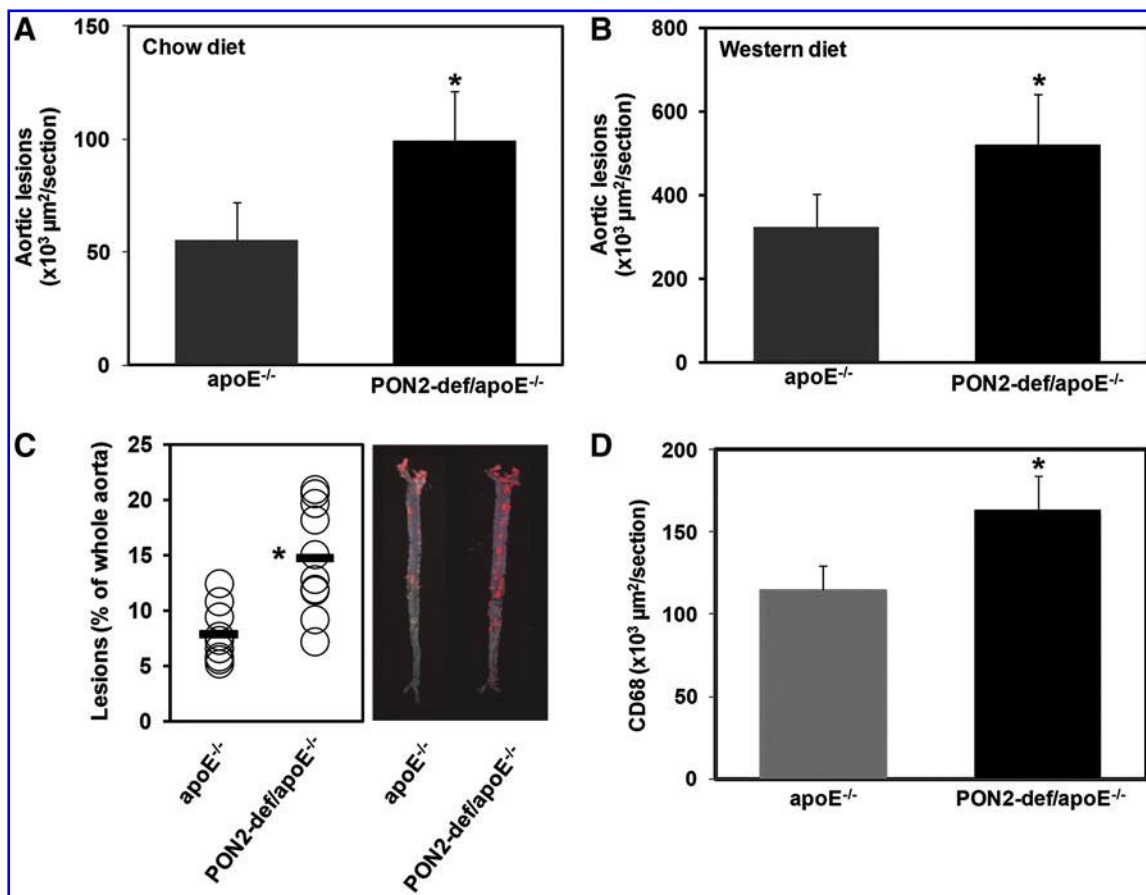 A
Chow diet
Aortic lesions
(x10³ µm²/section)
150
100
50
0
*
apoE⁻/⁻
PON2-def/apoE⁻/⁻
B
Western diet
Aortic lesions
(x10³ µm²/section)
800
600
400
200
0
*
apoE⁻/⁻
PON2-def/apoE⁻/⁻
C
Lesions (% of whole aorta)
25
20
15
10
5
0
*
apoE⁻/⁻
PON2-def/apoE⁻/⁻
apoE⁻/⁻
PON2-def/apoE⁻/⁻
D
CD68 (x10³ µm²/section)
200
150
100
50
0
*
apoE⁻/⁻
PON2-def/apoE⁻/⁻